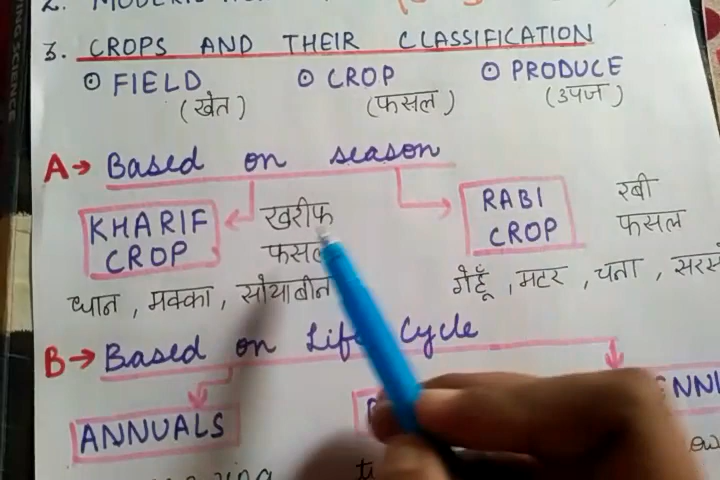 2.
3. CROPS AND THEIR CLASSIFICATION
⊙ FIELD ⊙ CROP ⊙ PRODUCE
(खेत) (फसल) (उपज)
A→ Based on season
KHARIF CROP खरीफ फसल
RABI CROP रबी फसल
धान, मक्का, सोयाबीन
गेहूँ, मटर, चना,
B→ Based on Life Cycle
ANNUALS